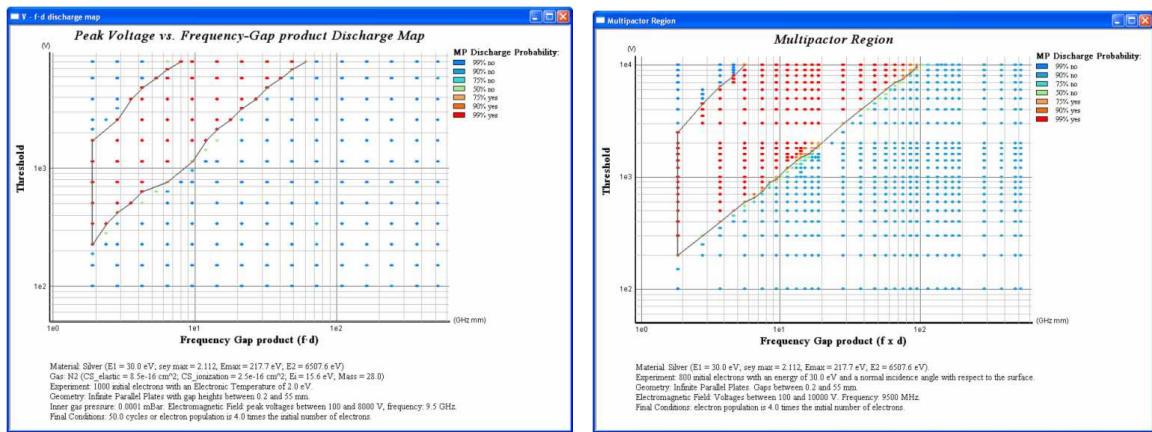 V - f·d discharge map
Peak Voltage vs. Frequency-Gap product Discharge Map
(V)
MP Discharge Probability:
99% no
90% no
75% no
50% no
75% yes
90% yes
99% yes
Threshold
1e3
1e2
1e0
1e1
1e2
(GHz mm)
Frequency Gap product (f·d)
Material: Silver (E1 = 30.0 eV, sey max = 2.112, Emax = 217.7 eV, E2 = 6507.6 eV)
Gas: N2 (CS_elastic = 8.5e-16 cm^2; CS_ionization = 2.5e-16 cm^2; Ei = 15.6 eV, Mass = 28.0)
Experiment: 1000 initial electrons with an Electronic Temperature of 2.0 eV.
Geometry: Infinite Parallel Plates with gap heights between 0.2 and 55 mm.
Inner gas pressure: 0.0001 mBar. Electromagnetic Field: peak voltages between 100 and 8000 V, frequency: 9.5 GHz.
Final Conditions: 50.0 cycles or electron population is 4.0 times the initial number of electrons.
Multipactor Region
Multipactor Region
(V)
1e4
MP Discharge Probability:
99% no
90% no
75% no
50% no
75% yes
90% yes
99% yes
Threshold
1e3
1e2
1e0
1e1
1e2
(GHz mm)
Frequency Gap product (f x d)
Material: Silver (E1 = 30.0 eV, sey max = 2.112, Emax = 217.7 eV, E2 = 6507.6 eV)
Experiment: 800 initial electrons with an energy of 30.0 eV and a normal incidence angle with respect to the surface.
Geometry: Infinite Parallel Plates. Gaps between 0.2 and 55 mm.
Electromagnetic Field: Voltages between 100 and 10000 V. Frequency: 9500 MHz.
Final Conditions: electron population is 4.0 times the initial number of electrons.